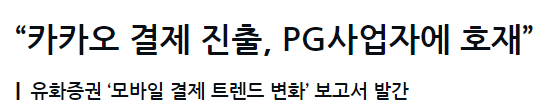 “카카오 결제 진출, PG사업자에 호재”
유화증권 ‘모바일 결제 트렌드 변화’ 보고서 발간